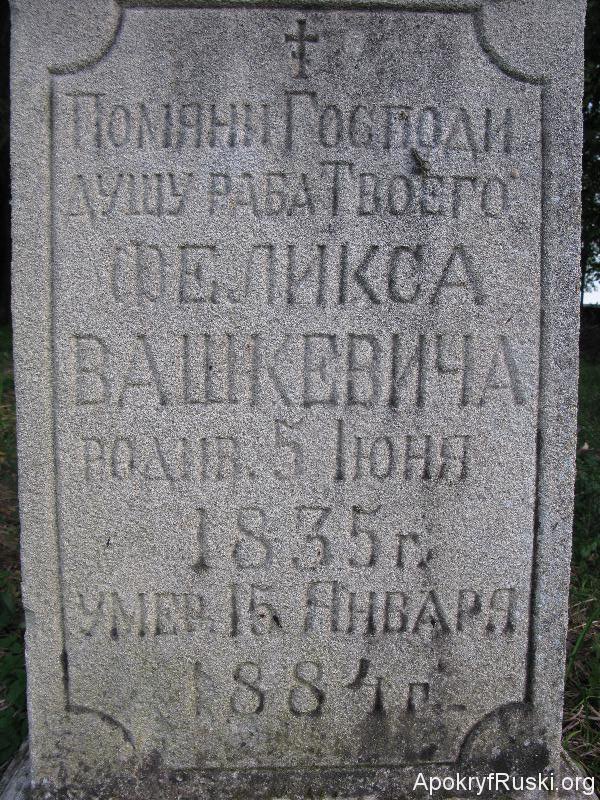 Помяни Господи
душу раба Твоего
Феликса
Вашкевича
родив. 5 Іюня
1835 г.
умер. 15 Января
1884 г.
ApokryfRuski.org